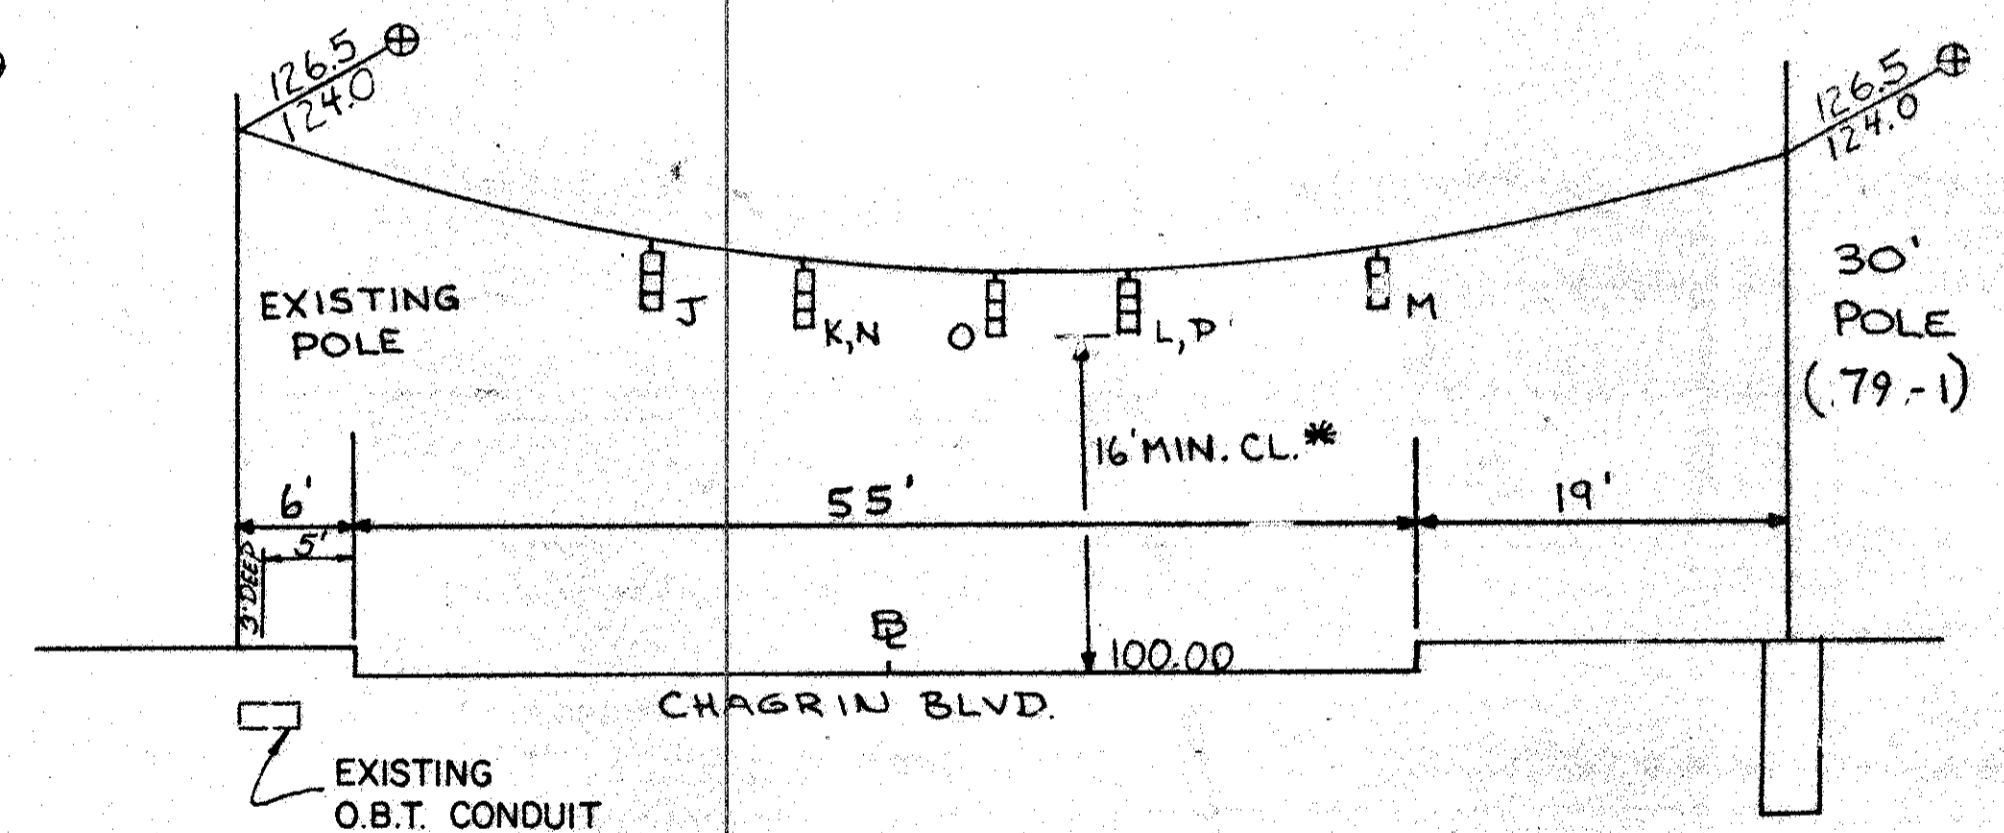 126.5
124.0
126.5
124.0
EXISTING
POLE
J
K,N
O
L,P
M
30'
POLE
(.79-1)
16' MIN. CL.*
6'
55'
19'
5'
3' DEEP
100.00
CHAGRIN BLVD.
EXISTING
O.B.T. CONDUIT